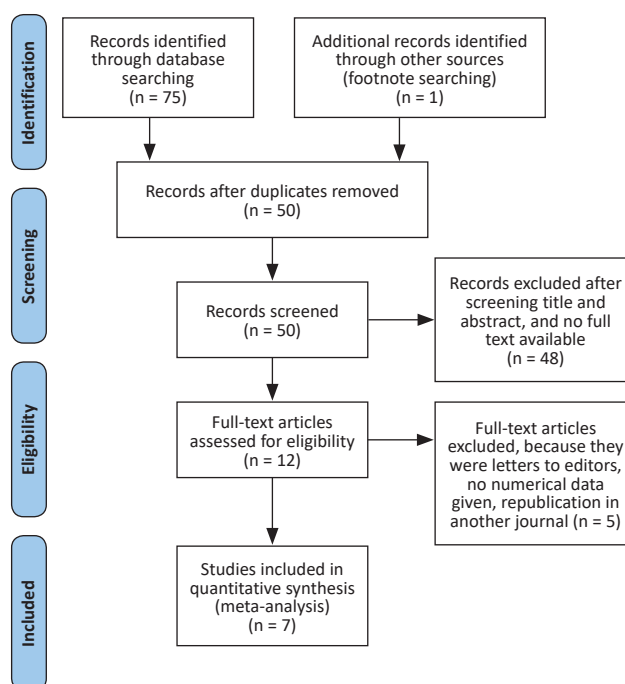 Identification
Records identified
through database
searching
(n = 75)
Additional records identified
through other sources
(footnote searching)
(n = 1)
Records after duplicates removed
(n = 50)
Screening
Records screened
(n = 50)
Records excluded after
screening title and
abstract, and no full
text available
(n = 48)
Eligibility
Full-text articles
assessed for eligibility
(n = 12)
Full-text articles
excluded, because they
were letters to editors,
no numerical data
given, republication in
another journal (n = 5)
Included
Studies included in
quantitative synthesis
(meta-analysis)
(n = 7)